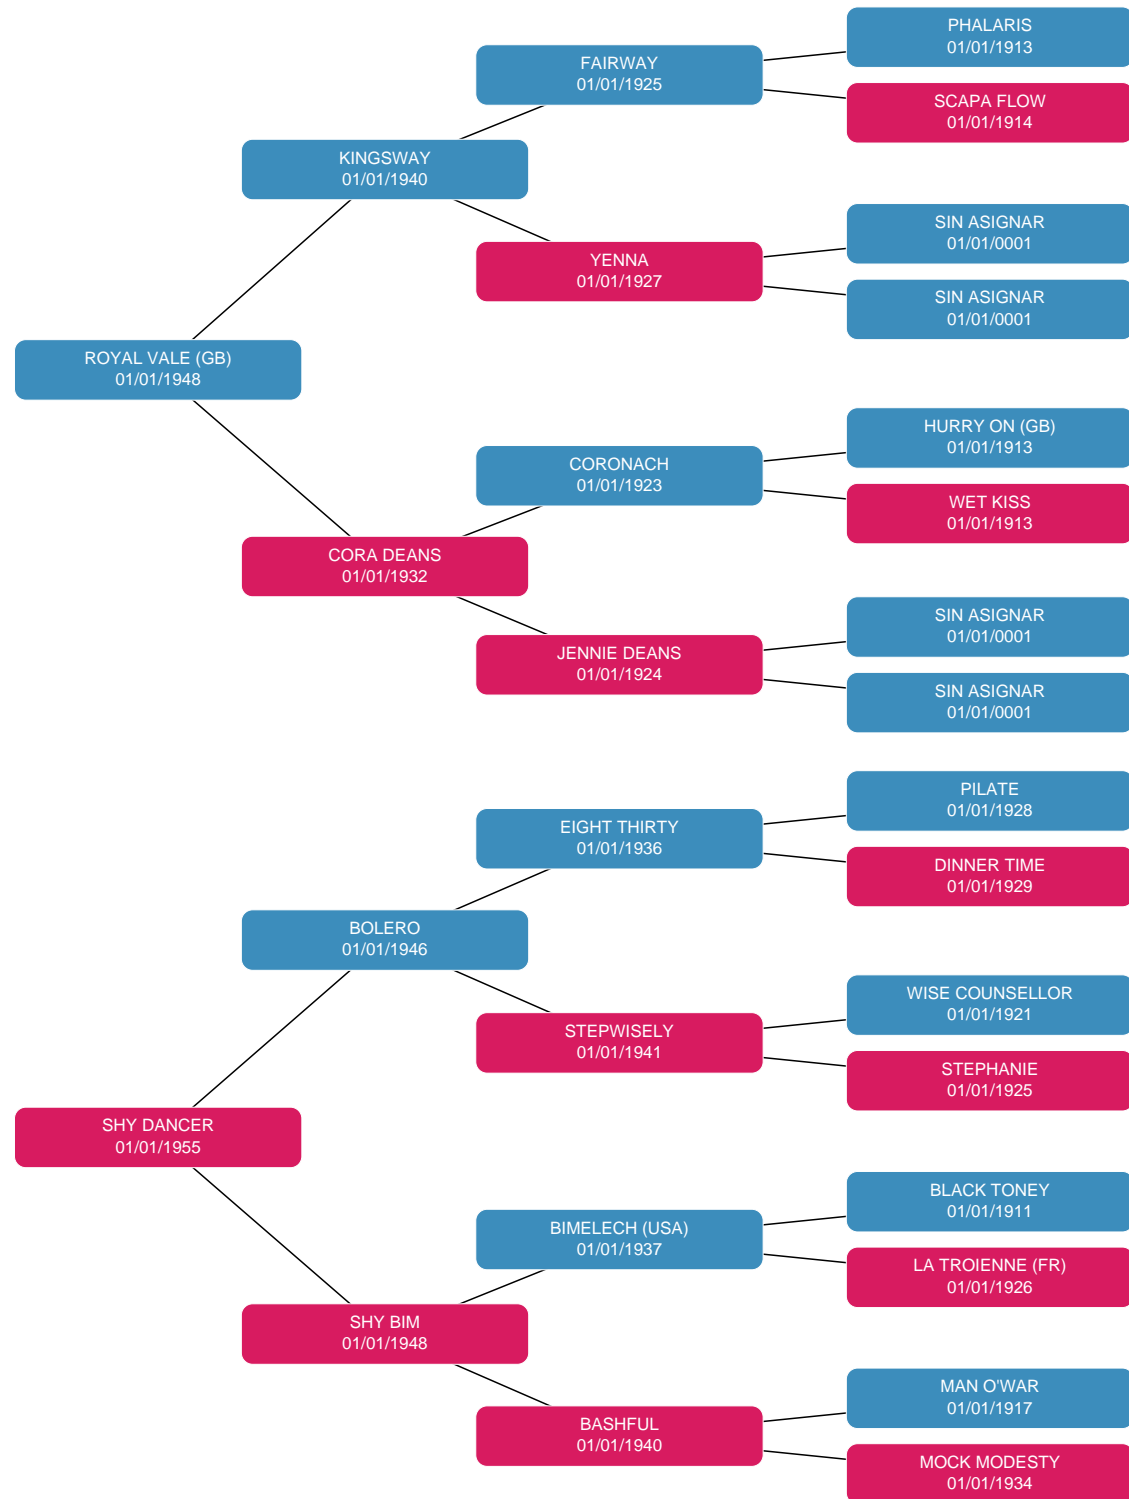 PHALARIS
01/01/1913
FAIRWAY
01/01/1925
SCAPA FLOW
01/01/1914
KINGSWAY
01/01/1940
SIN ASIGNAR
01/01/0001
YENNA
01/01/1927
SIN ASIGNAR
01/01/0001
ROYAL VALE (GB)
01/01/1948
HURRY ON (GB)
01/01/1913
CORONACH
01/01/1923
WET KISS
01/01/1913
CORA DEANS
01/01/1932
SIN ASIGNAR
01/01/0001
JENNIE DEANS
01/01/1924
SIN ASIGNAR
01/01/0001
PILATE
01/01/1928
EIGHT THIRTY
01/01/1936
DINNER TIME
01/01/1929
BOLERO
01/01/1946
WISE COUNSELLOR
01/01/1921
STEPWISELY
01/01/1941
STEPHANIE
01/01/1925
SHY DANCER
01/01/1955
BLACK TONEY
01/01/1911
BIMELECH (USA)
01/01/1937
LA TROIENNE (FR)
01/01/1926
SHY BIM
01/01/1948
MAN O'WAR
01/01/1917
BASHFUL
01/01/1940
MOCK MODESTY
01/01/1934